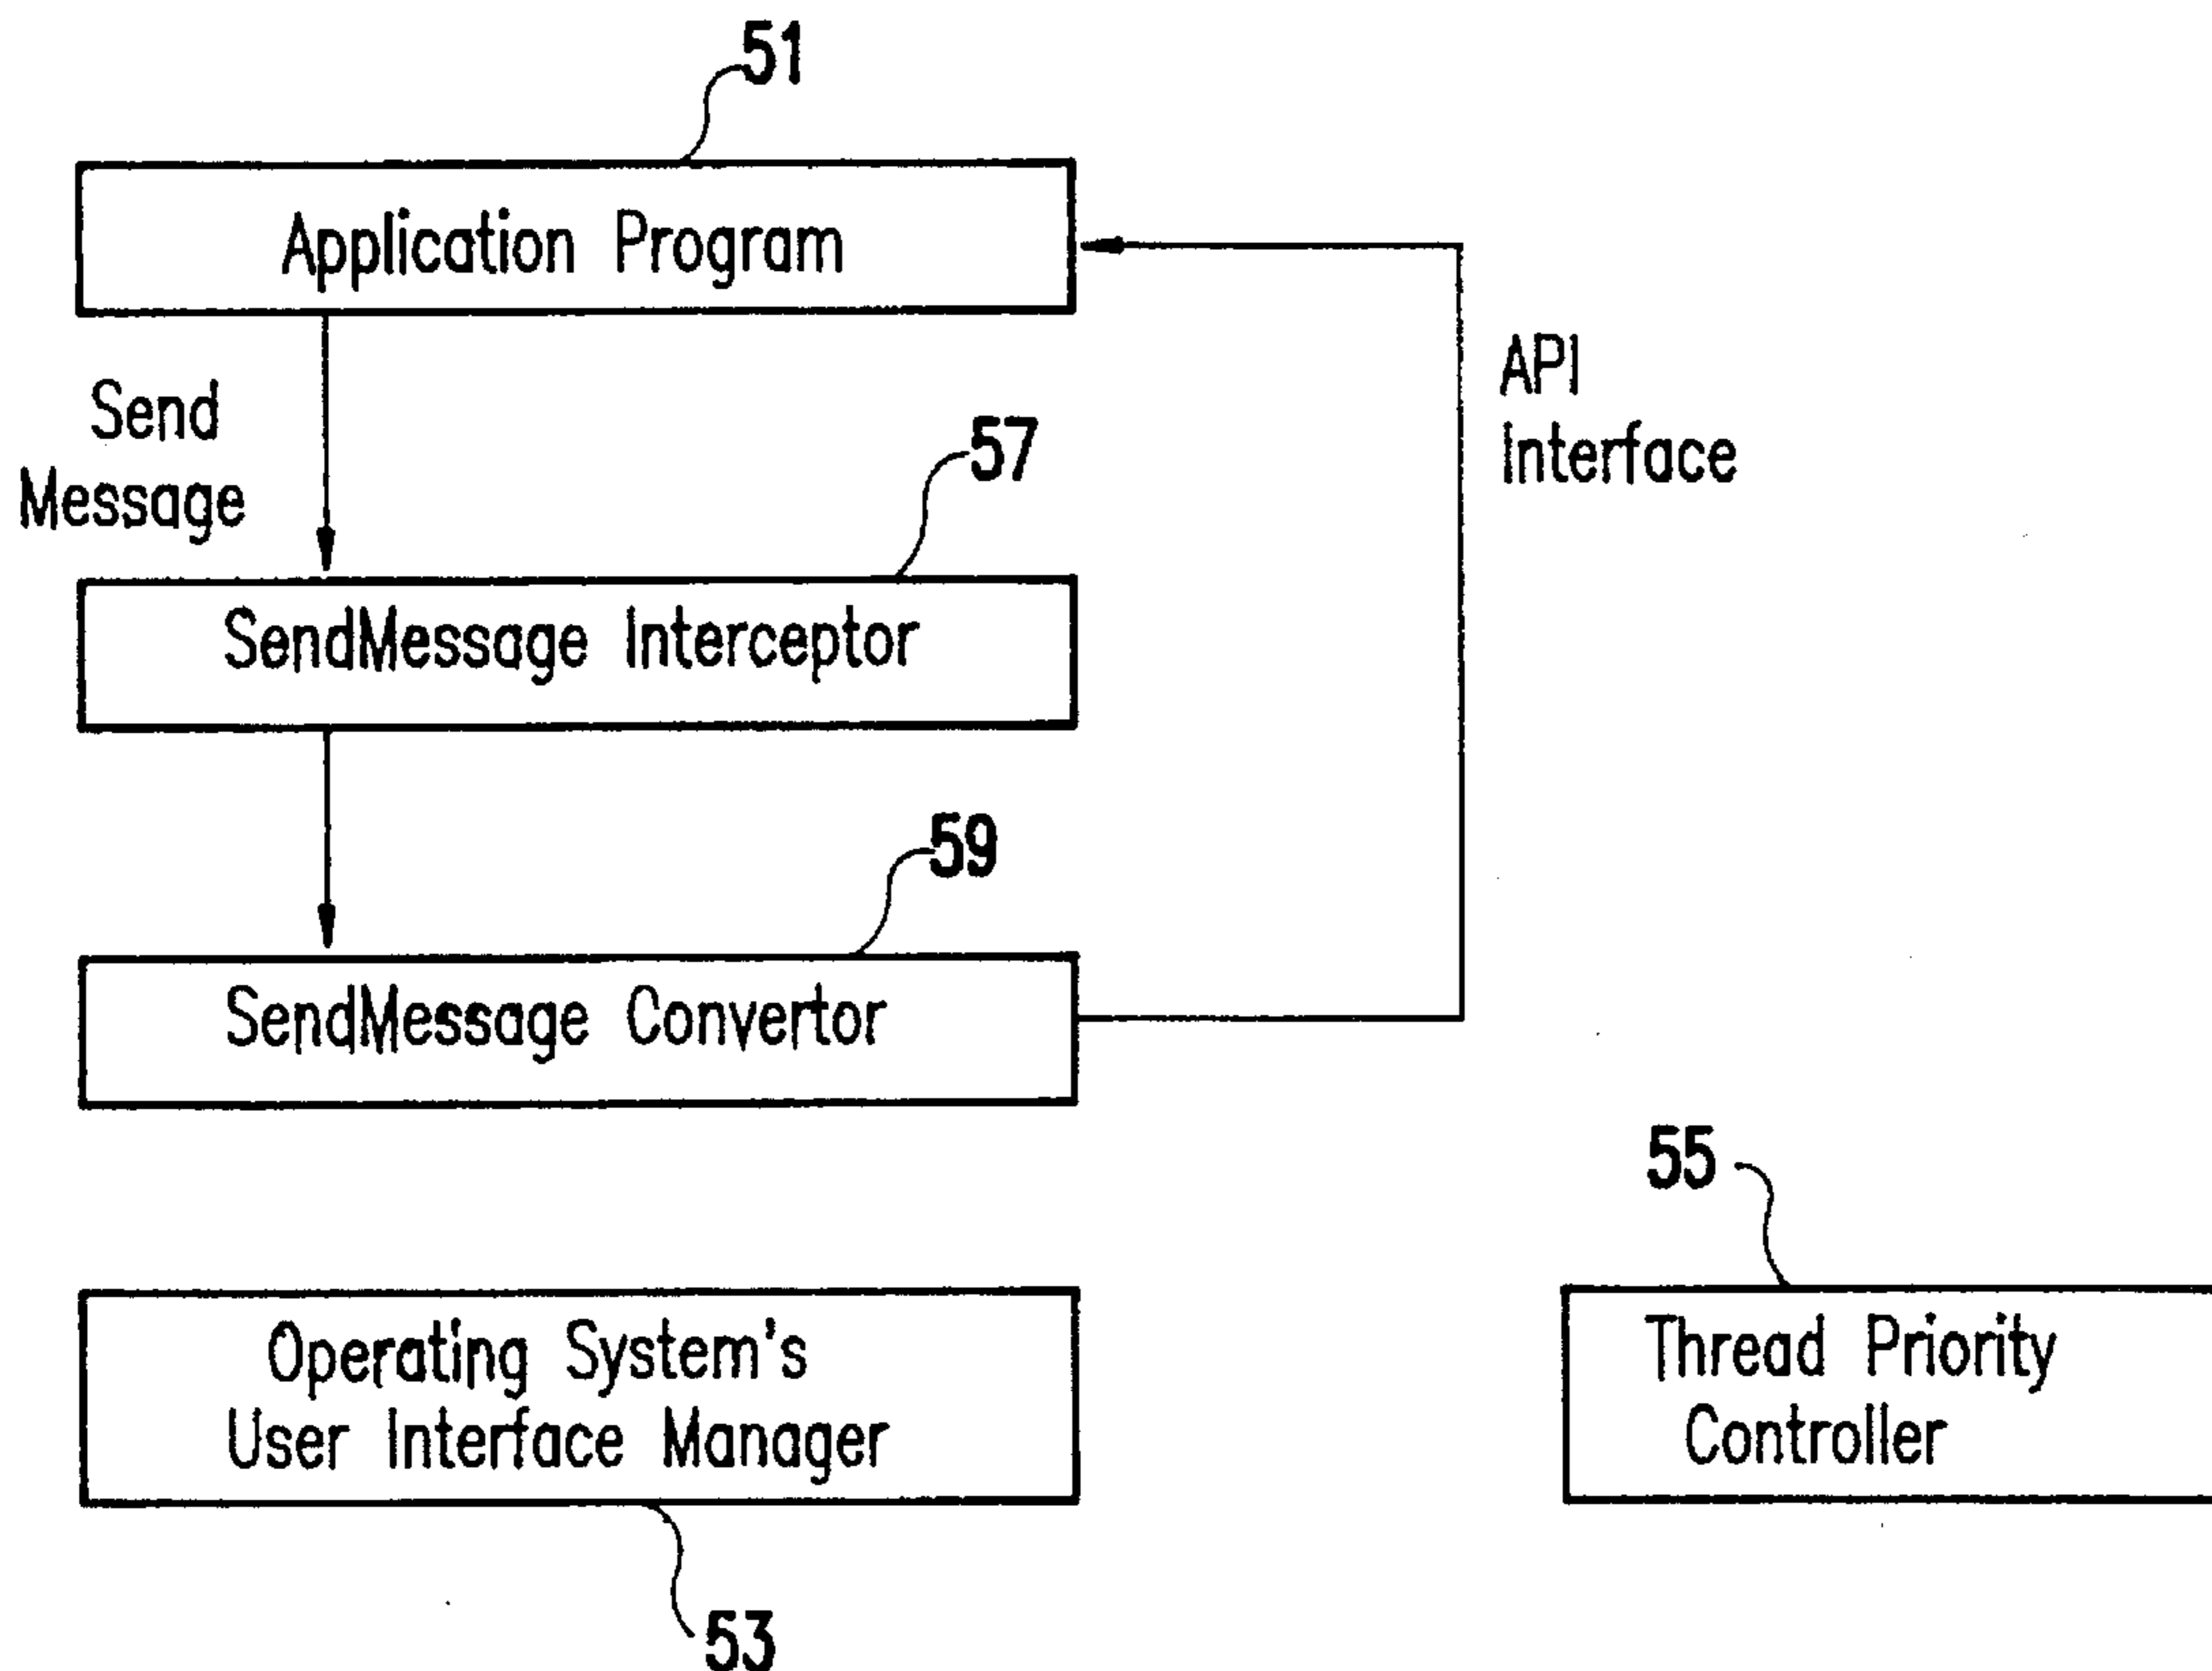 51
Application Program
Send
Message
API
Interface
57
SendMessage Interceptor
59
SendMessage Convertor
55
Operating System's
User Interface Manager
Thread Priority
Controller
53